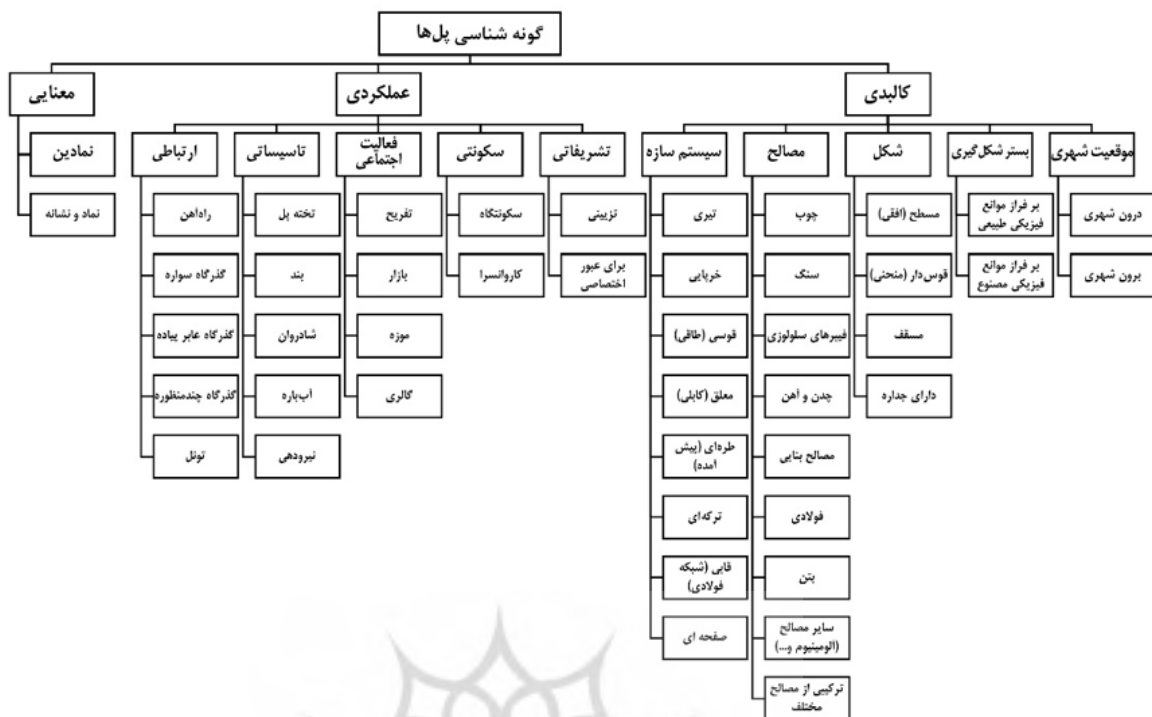 گونه شناسی پل‌ها
کالبدی
عملکردی
معنایی
موقعیت شهری
بستر شکل گیری
شکل
مصالح
سیستم سازه
تشریفاتی
سکونتی
فعالیت
اجتماعی
تاسیساتی
ارتباطی
نمادین
درون شهری
برون شهری
بر فراز موانع
فیزیکی طبیعی
بر فراز موانع
فیزیکی مصنوع
مسطح (افقی)
قوس‌دار (منحنی)
مسقف
دارای جداره
چوب
سنگ
فیبرهای سلولوزی
چدن و آهن
مصالح بنایی
فولادی
بتن
سایر مصالح
(آلومینیوم و...)
ترکیبی از مصالح
مختلف
تیری
خرپایی
قوسی (طاقی)
معلق (کابلی)
طره‌ای (پیش
آمده)
ترکه‌ای
قابی (شبکه
فولادی)
صفحه ای
تزیینی
برای عبور
اختصاصی
سکونتگاه
کاروانسرا
تفریح
بازار
موزه
گالری
تخته پل
بند
شادروان
آب‌باره
نیرودهی
راه‌آهن
گذرگاه سواره
گذرگاه عابر پیاده
گذرگاه چندمنظوره
تونل
نماد و نشانه